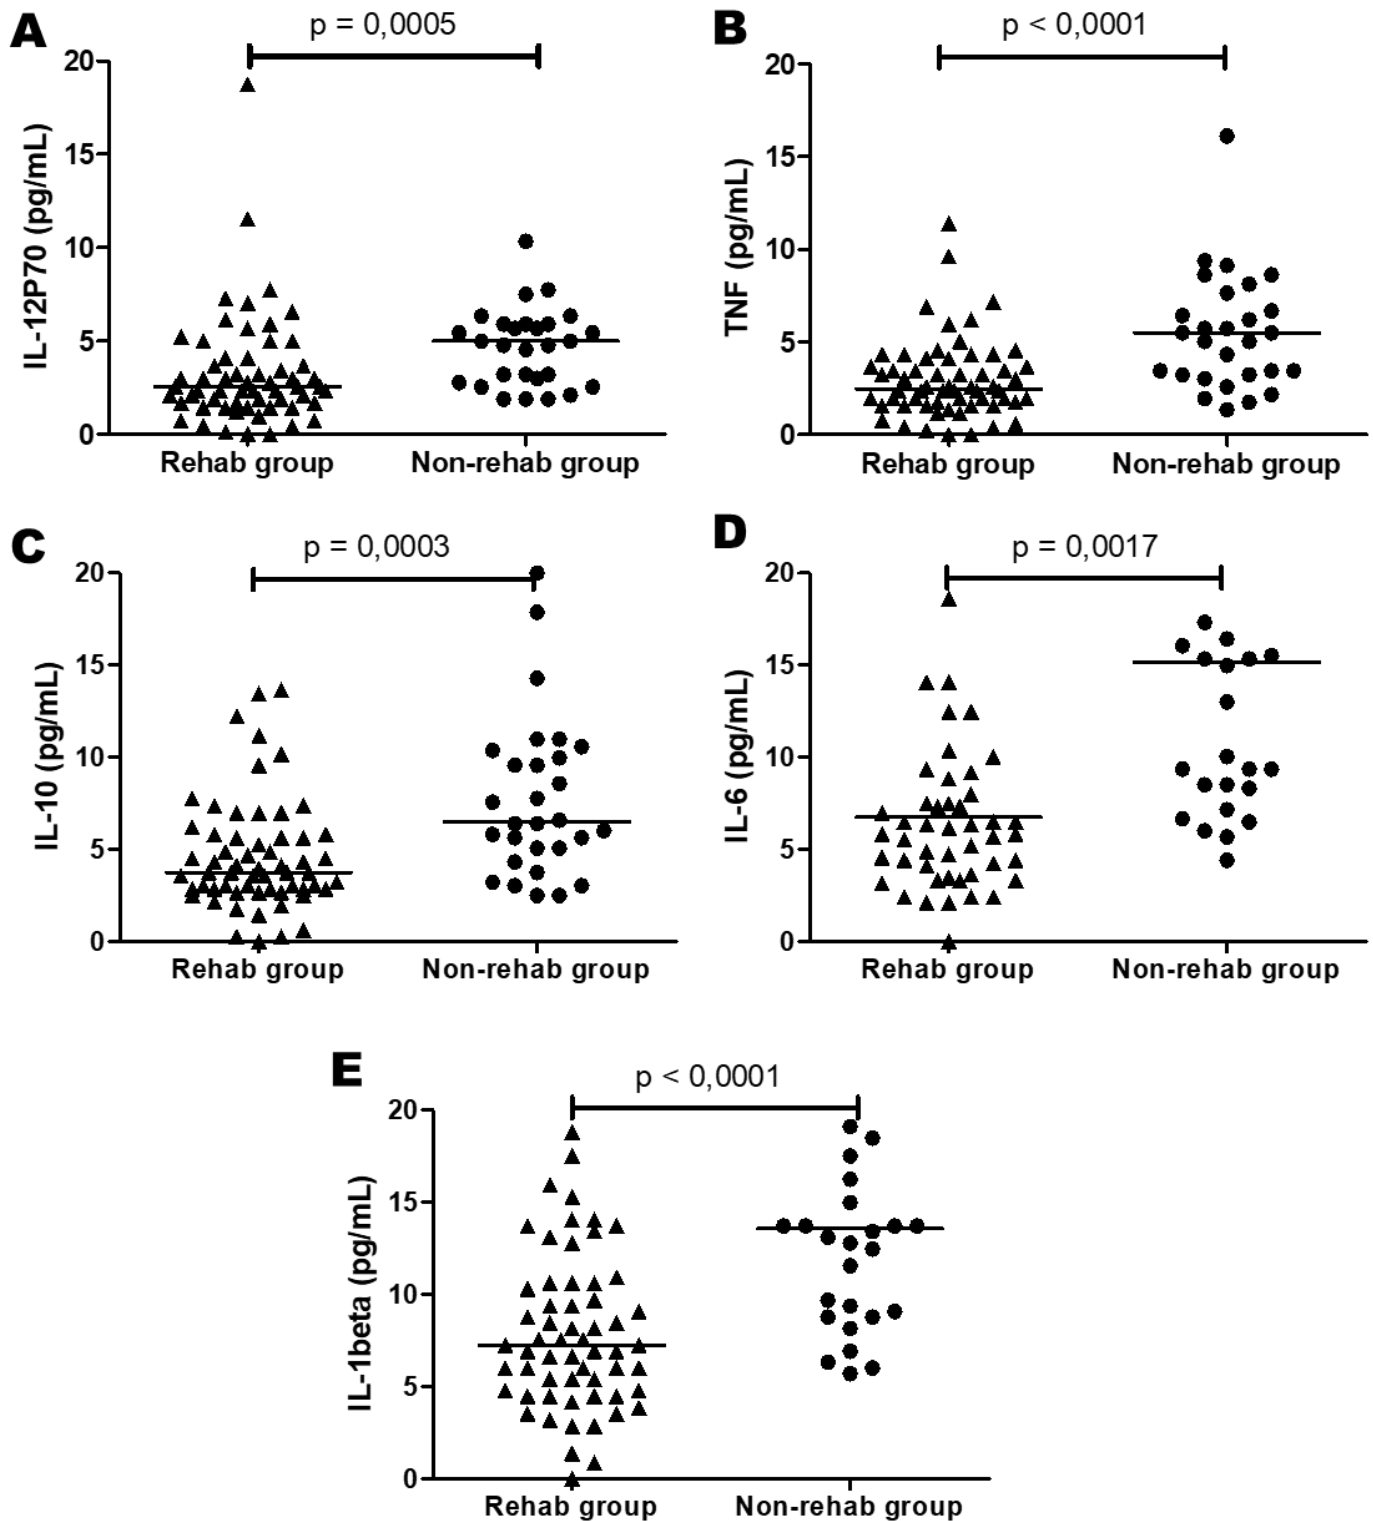 A
p = 0,0005
20
15
10
5
0
IL-12P70 (pg/mL)
Rehab group
Non-rehab group
B
p < 0,0001
20
15
10
5
0
TNF (pg/mL)
Rehab group
Non-rehab group
C
p = 0,0003
20
15
10
5
0
IL-10 (pg/mL)
Rehab group
Non-rehab group
D
p = 0,0017
20
15
10
5
0
IL-6 (pg/mL)
Rehab group
Non-rehab group
E
p < 0,0001
20
15
10
5
0
IL-1beta (pg/mL)
Rehab group
Non-rehab group